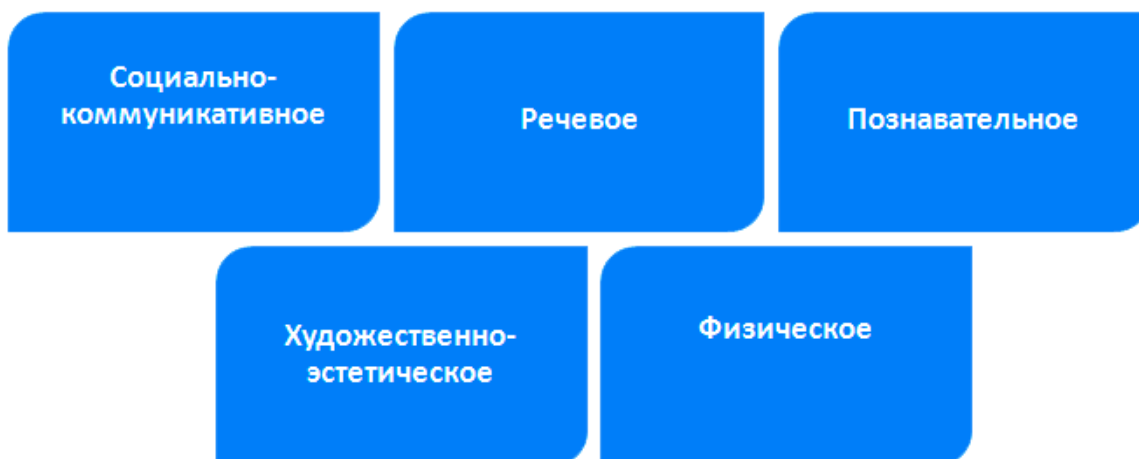 Социально-
коммуникативное
Речевое
Познавательное
Художественно-
эстетическое
Физическое